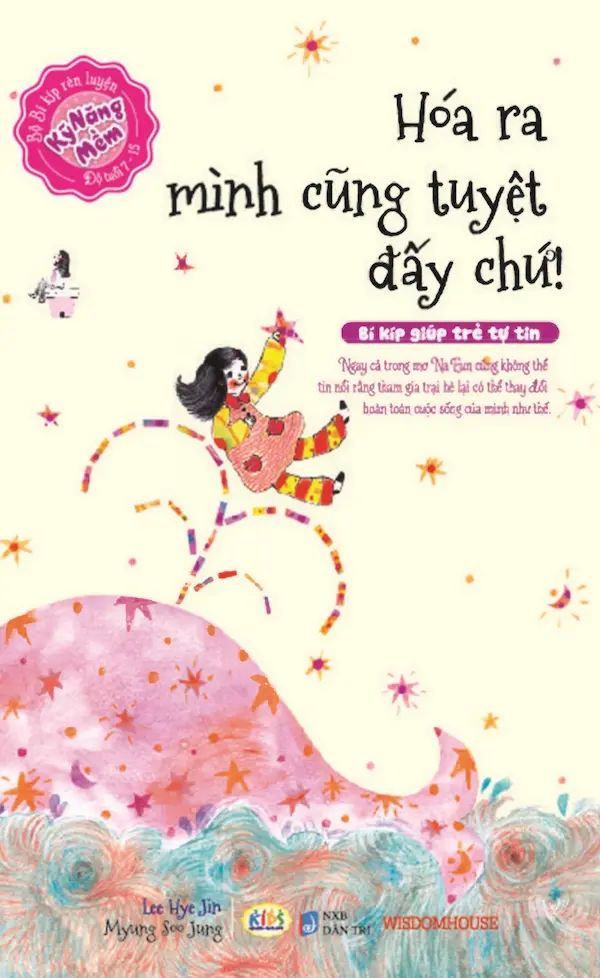 Bộ Bí kíp rèn luyện
Kỹ Năng
Mềm
Độ tuổi 7 - 15
Hóa ra
mình cũng tuyệt
đấy chứ!
Bí kíp giúp trẻ tự tin
Ngay cả trong mơ Na Eun cũng không thể
tin nổi rằng tham gia trại hè lại có thể thay đổi
hoàn toàn cuộc sống của mình như thế.
Lee Hye Jin
Myung Soo Jung
KIDS
NXB
DÂN TRÍ
WISDOMHOUSE